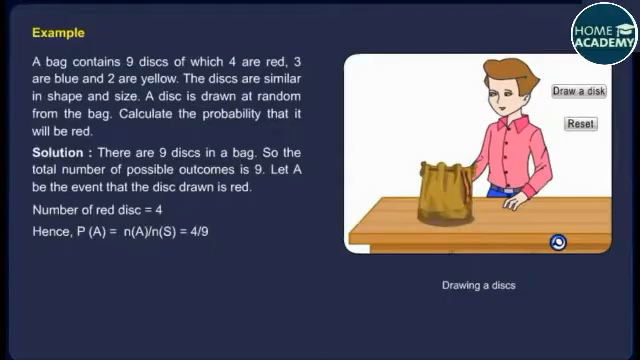 HOME
ACADEMY
Example
A bag contains 9 discs of which 4 are red, 3
are blue and 2 are yellow. The discs are similar
in shape and size. A disc is drawn at random
from the bag. Calculate the probability that it
will be red.
Solution : There are 9 discs in a bag. So the
total number of possible outcomes is 9. Let A
be the event that the disc drawn is red.
Number of red disc = 4
Hence, P (A) = n(A)/n(S) = 4/9
Draw a disk
Reset
Drawing a discs